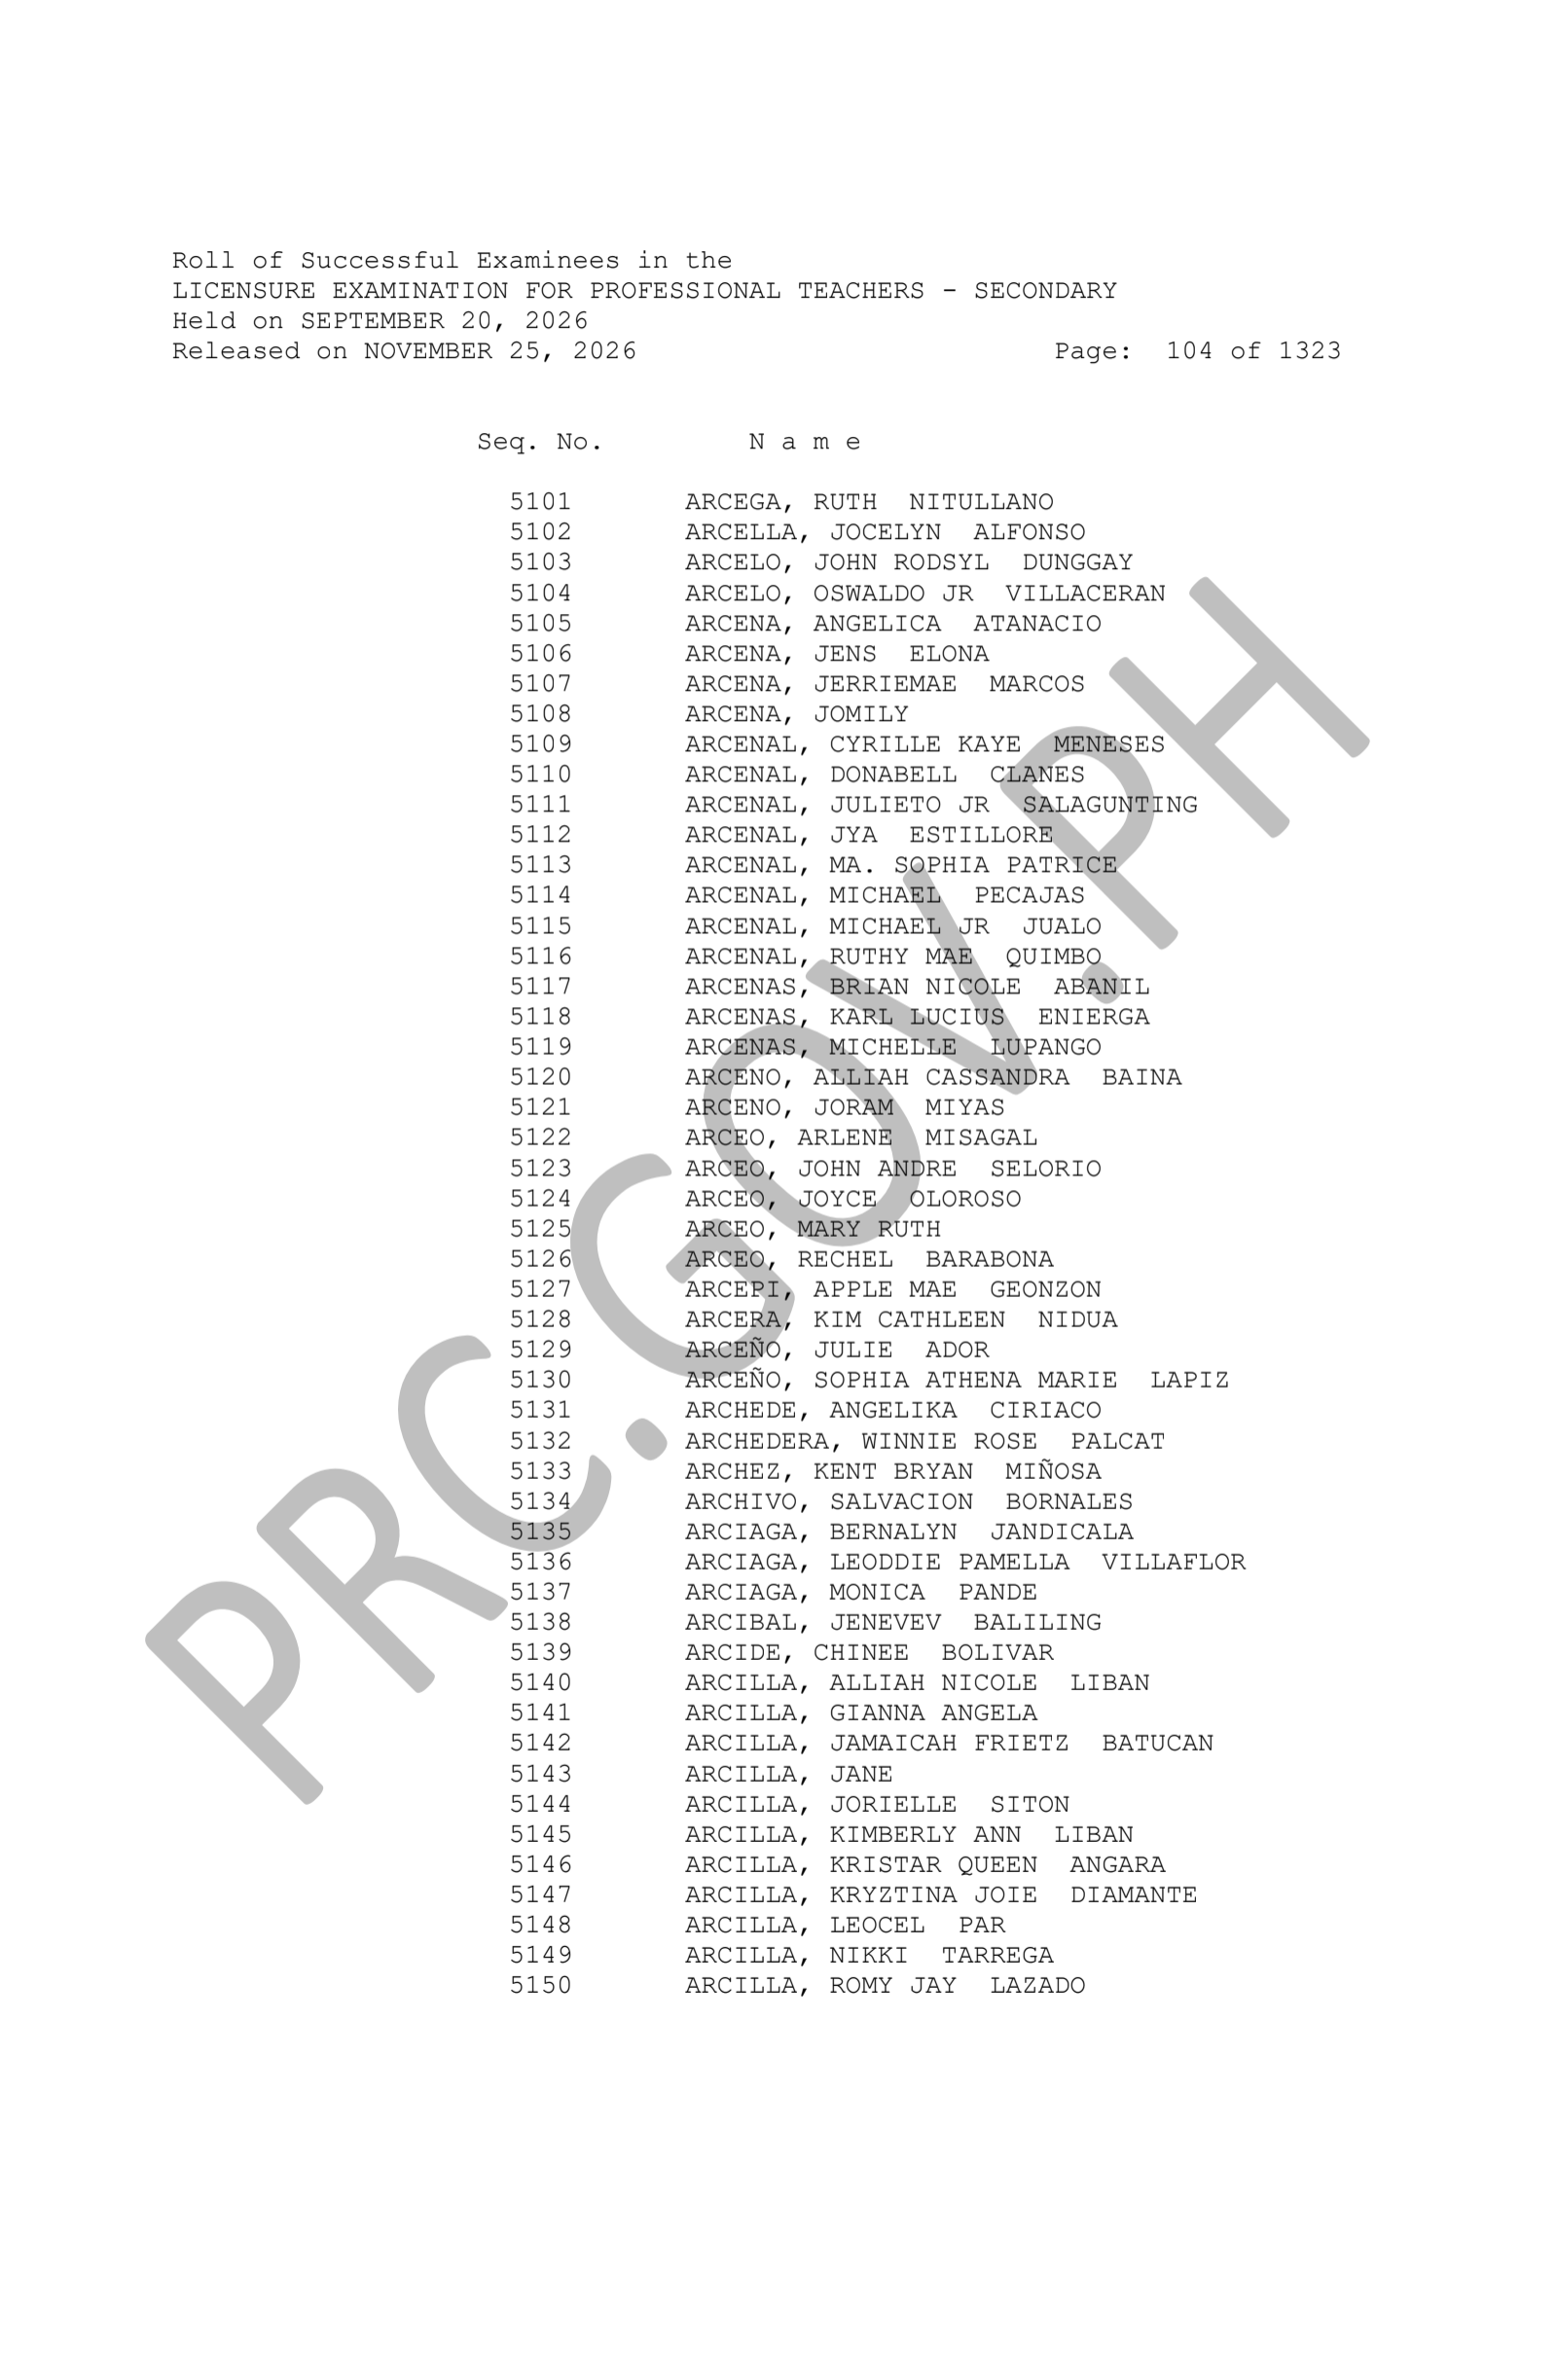 Roll of Successful Examinees in the
LICENSURE EXAMINATION FOR PROFESSIONAL TEACHERS - SECONDARY
Held on SEPTEMBER 20, 2026
Released on NOVEMBER 25, 2026 Page: 104 of 1323
Seq. No. N a m e
5101 ARCEGA, RUTH NITULLANO
5102 ARCELLA, JOCELYN ALFONSO
5103 ARCELO, JOHN RODSYL DUNGGAY
5104 ARCELO, OSWALDO JR VILLACERAN
5105 ARCENA, ANGELICA ATANACIO
5106 ARCENA, JENS ELONA
5107 ARCENA, JERRIEMAE MARCOS
5108 ARCENA, JOMILY
5109 ARCENAL, CYRILLE KAYE MENESES
5110 ARCENAL, DONABELL CLANES
5111 ARCENAL, JULIETO JR SALAGUNTING
5112 ARCENAL, JYA ESTILLORE
5113 ARCENAL, MA. SOPHIA PATRICE
5114 ARCENAL, MICHAEL PECAJAS
5115 ARCENAL, MICHAEL JR JUALO
5116 ARCENAL, RUTHY MAE QUIMBO
5117 ARCENAS, BRIAN NICOLE ABANIL
5118 ARCENAS, KARL LUCIUS ENIERGA
5119 ARCENAS, MICHELLE LUPANGO
5120 ARCENO, ALLIAH CASSANDRA BAINA
5121 ARCENO, JORAM MIYAS
5122 ARCEO, ARLENE MISAGAL
5123 ARCEO, JOHN ANDRE SELORIO
5124 ARCEO, JOYCE OLOROSO
5125 ARCEO, MARY RUTH
5126 ARCEO, RECHEL BARABONA
5127 ARCEPI, APPLE MAE GEONZON
5128 ARCERA, KIM CATHLEEN NIDUA
5129 ARCEÑO, JULIE ADOR
5130 ARCEÑO, SOPHIA ATHENA MARIE LAPIZ
5131 ARCHEDE, ANGELIKA CIRIACO
5132 ARCHEDERA, WINNIE ROSE PALCAT
5133 ARCHEZ, KENT BRYAN MIÑOSA
5134 ARCHIVO, SALVACION BORNALES
5135 ARCIAGA, BERNALYN JANDICALA
5136 ARCIAGA, LEODDIE PAMELLA VILLAFLOR
5137 ARCIAGA, MONICA PANDE
5138 ARCIBAL, JENEVEV BALILING
5139 ARCIDE, CHINEE BOLIVAR
5140 ARCILLA, ALLIAH NICOLE LIBAN
5141 ARCILLA, GIANNA ANGELA
5142 ARCILLA, JAMAICAH FRIETZ BATUCAN
5143 ARCILLA, JANE
5144 ARCILLA, JORIELLE SITON
5145 ARCILLA, KIMBERLY ANN LIBAN
5146 ARCILLA, KRISTAR QUEEN ANGARA
5147 ARCILLA, KRYZTINA JOIE DIAMANTE
5148 ARCILLA, LEOCEL PAR
5149 ARCILLA, NIKKI TARREGA
5150 ARCILLA, ROMY JAY LAZADO
PRC.GOV.PH